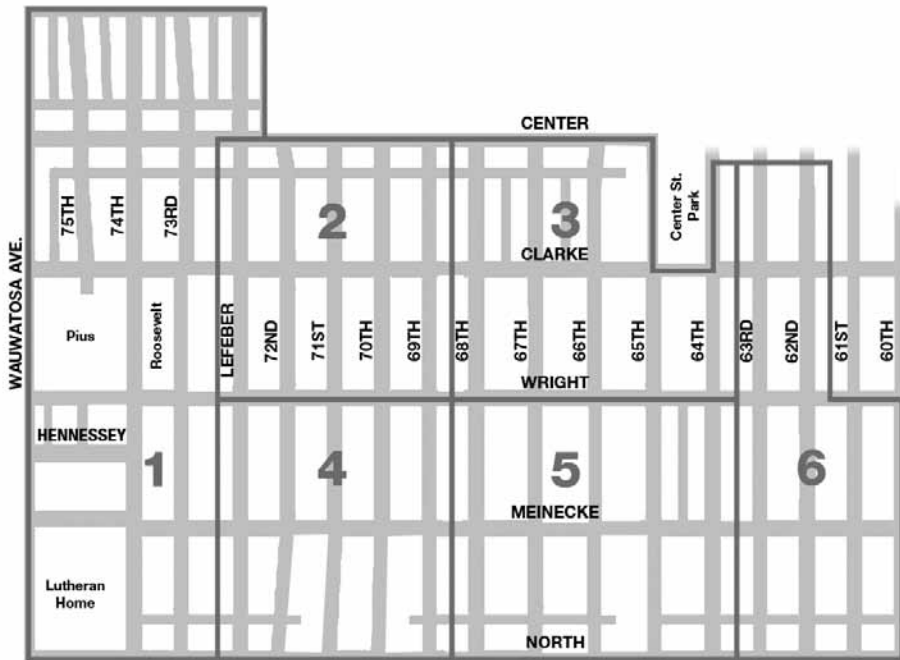 CENTER
75TH
74TH
73RD
2
3
Center St.
Park
CLARKE
WAUWATOSA AVE.
Pius
Roosevelt
LEFEBER
72ND
71ST
70TH
69TH
68TH
67TH
66TH
65TH
64TH
63RD
62ND
61ST
60TH
WRIGHT
HENNESSEY
1
4
5
6
MEINECKE
Lutheran
Home
NORTH